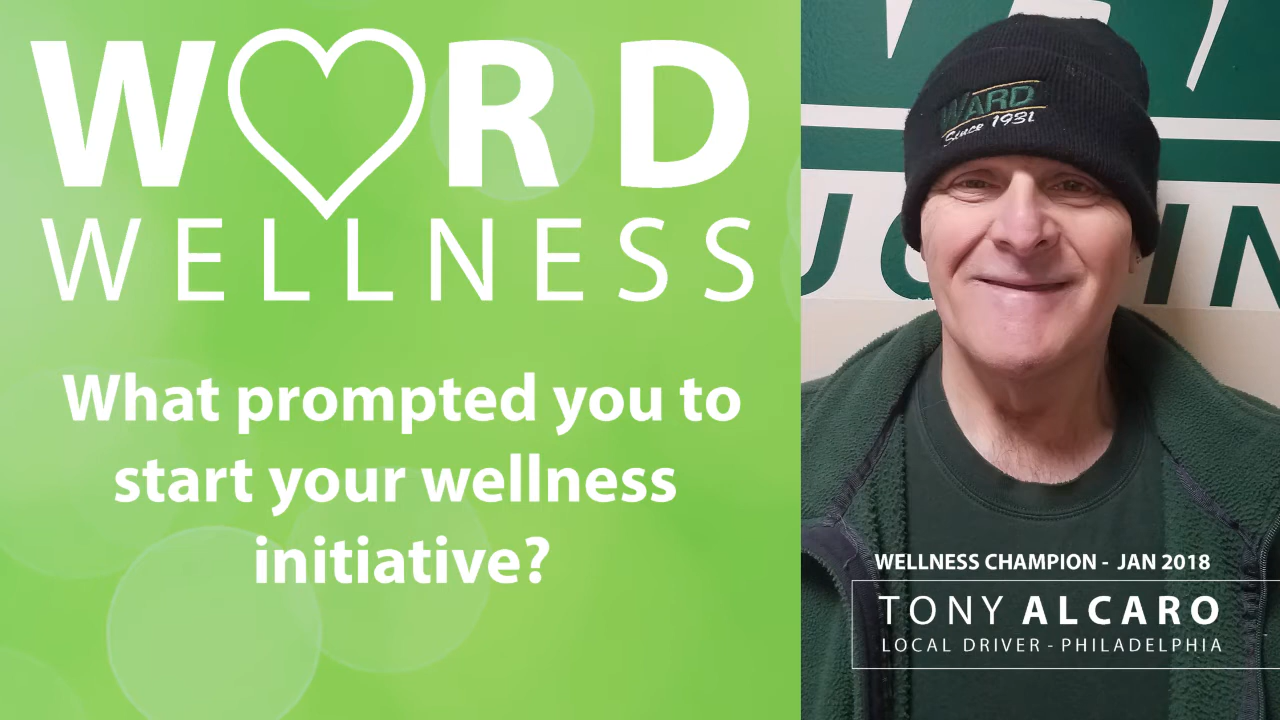 W♡RD
WELLNESS
What prompted you to
start your wellness
initiative?
WARD
Since 1931
WELLNESS CHAMPION - JAN 2018
TONY ALCARO
LOCAL DRIVER - PHILADELPHIA